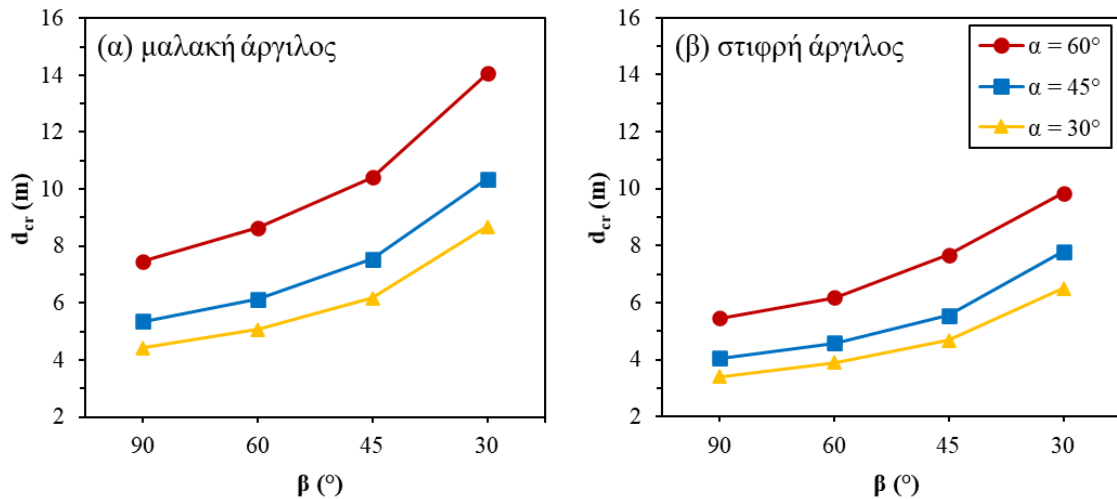 (α) μαλακή άργιλος
16
14
12
10
8
6
4
2
d_cr (m)
90 60 45 30
β (°)
(β) στιφρή άργιλος
α = 60°
α = 45°
α = 30°
16
14
12
10
8
6
4
2
d_cr (m)
90 60 45 30
β (°)